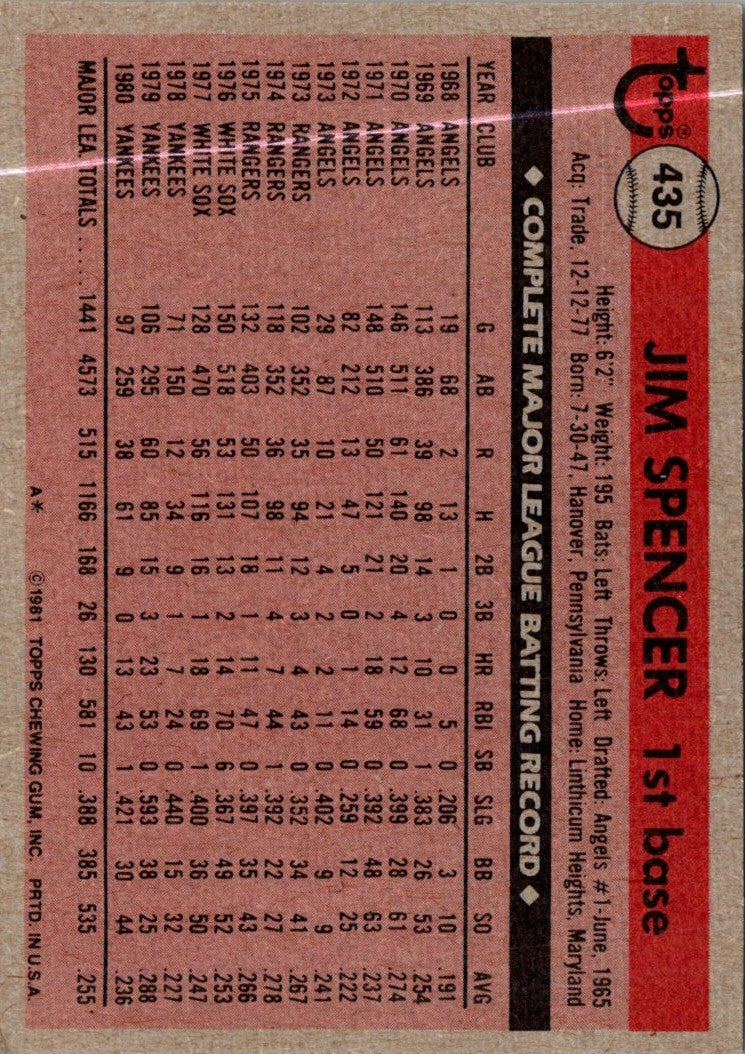 Topps® 435 JIM SPENCER 1st base
Height: 6'2" Weight: 195 Bats: Left Throws: Left Drafted: Angels #1-June, 1965
Acq: Trade, 12-12-77 Born: 7-30-47, Hanover, Pennsylvania Home: Linthicum Heights, Maryland
◆ COMPLETE MAJOR LEAGUE BATTING RECORD ◆
YEAR CLUB G AB R H 2B 3B HR RBI SB SLG BB SO AVG
1968 ANGELS 19 68 2 13 1 0 0 5 0 .206 3 10 .191
1969 ANGELS 113 386 39 98 14 3 10 31 1 .383 26 53 .254
1970 ANGELS 146 511 61 140 20 4 12 68 0 .399 28 61 .274
1971 ANGELS 148 510 50 121 21 2 18 59 0 .392 48 63 .237
1972 ANGELS 82 212 13 47 5 0 1 14 0 .259 12 25 .222
1973 ANGELS 29 87 10 21 4 2 2 11 0 .402 9 9 .241
1973 RANGERS 102 352 35 94 12 3 4 43 0 .352 34 41 .267
1974 RANGERS 118 352 36 98 11 4 7 44 1 .392 22 27 .278
1975 RANGERS 132 403 50 107 18 1 11 47 0 .397 35 43 .266
1976 WHITE SOX 150 518 53 131 13 2 14 70 6 .367 49 52 .253
1977 WHITE SOX 128 470 56 116 16 1 18 69 1 .400 36 50 .247
1978 YANKEES 71 150 12 34 9 1 7 24 0 .440 15 32 .227
1979 YANKEES 106 295 60 85 15 3 23 53 0 .593 38 25 .288
1980 YANKEES 97 259 38 61 9 0 13 43 1 .421 30 44 .236
MAJOR LEA. TOTALS ..... 1441 4573 515 1166 168 26 130 581 10 .388 385 535 .255
A* ©1981 TOPPS CHEWING GUM, INC. PRTD. IN U.S.A.